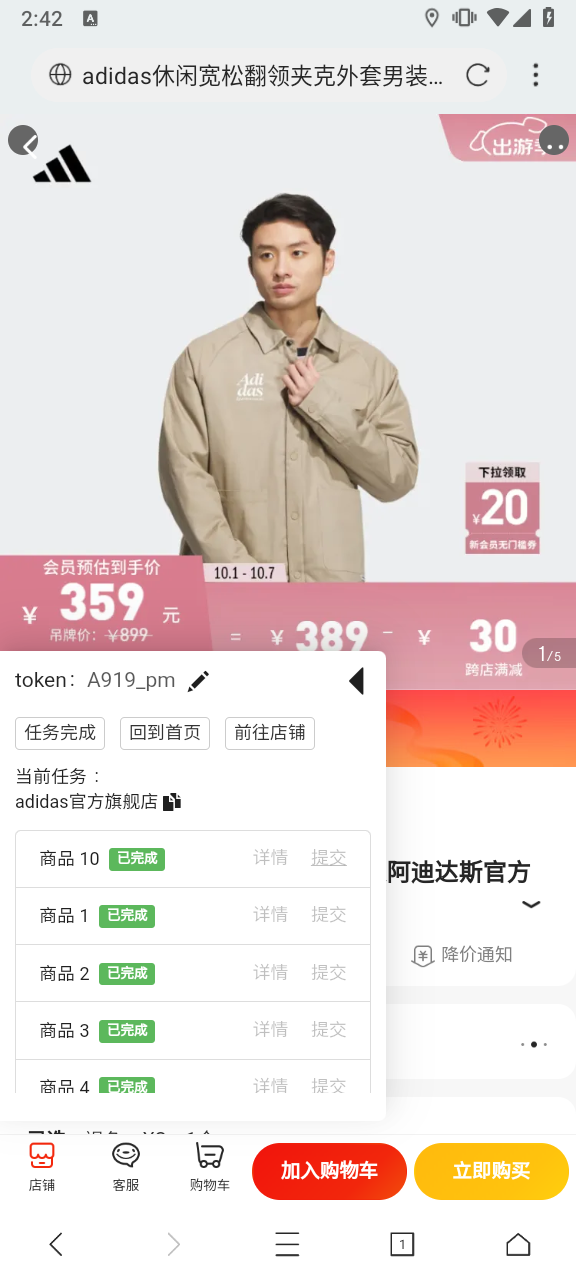 2:42
A
adidas休闲宽松翻领夹克外套男装...
出游季
Adi
das
下拉领取
¥20
新会员无门槛券
会员预估到手价
10.1 - 10.7
¥ 359 元
吊牌价：¥899
= ¥ 389 - ¥ 30
跨店满减
1/5
token： A919_pm
任务完成 回到首页 前往店铺
当前任务：
adidas官方旗舰店
商品 10 已完成 详情 提交
阿迪达斯官方
商品 1 已完成 详情 提交
降价通知
商品 2 已完成 详情 提交
商品 3 已完成 详情 提交
商品 4 已完成 详情 提交
店铺 客服 购物车 加入购物车 立即购买
1